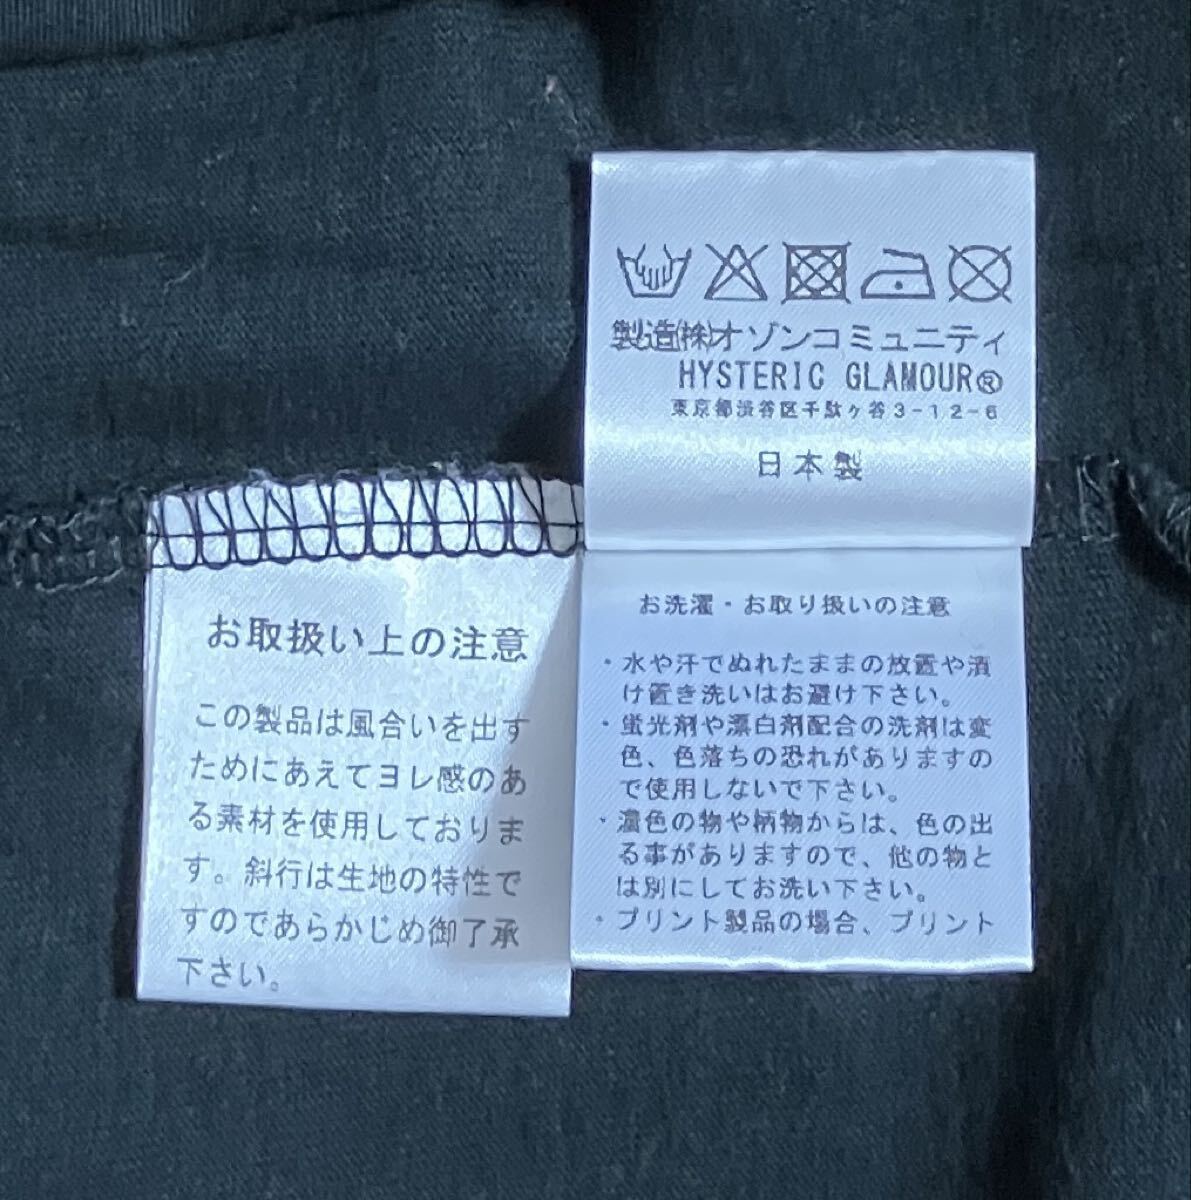 製造(株)オゾンコミュニティ
HYSTERIC GLAMOUR®
東京都渋谷区千駄ヶ谷3-12-6
日本製
お取扱い上の注意
この製品は風合いを出す
ためにあえてヨレ感のあ
る素材を使用しておりま
す。斜行は生地の特性で
すのであらかじめ御了承
下さい。
お洗濯・お取り扱いの注意
・水や汗でぬれたままの放置や漬
け置き洗いはお避け下さい。
・蛍光剤や漂白剤配合の洗剤は変
色、色落ちの恐れがありますの
で使用しないで下さい。
・濃色の物や柄物からは、色の出
る事がありますので、他の物と
は別にしてお洗い下さい。
・プリント製品の場合、プリント